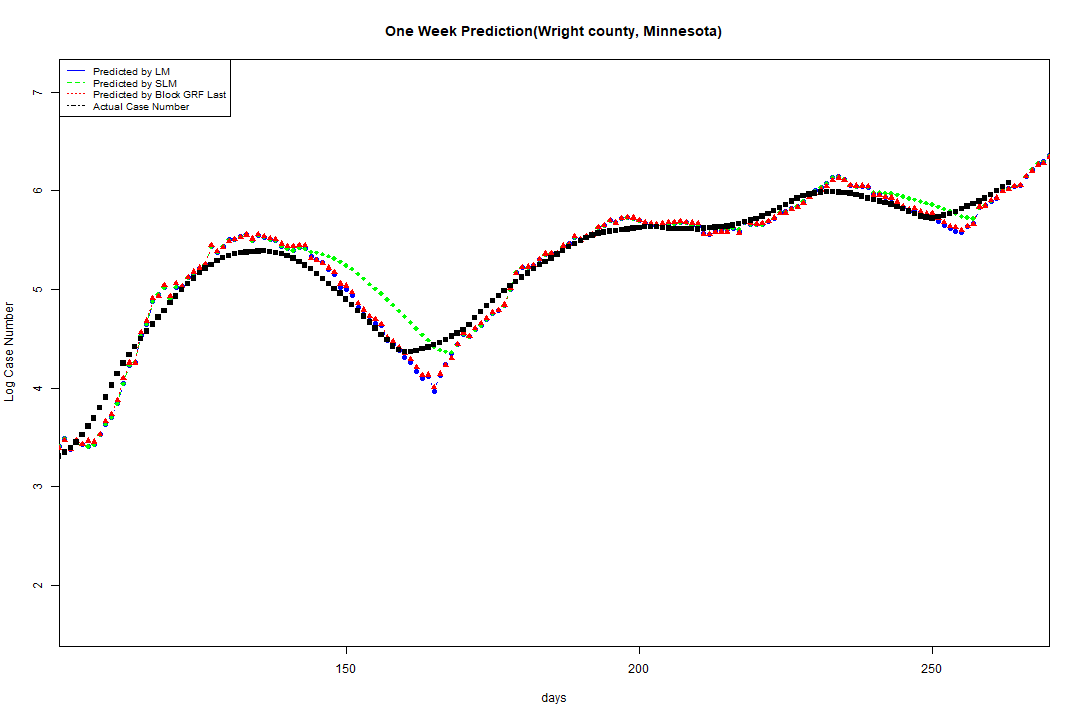 One Week Prediction(Wright county, Minnesota)
Predicted by LM
Predicted by SLM
Predicted by Block GRF Last
Actual Case Number
7
6
5
4
3
2
Log Case Number
150
200
250
days